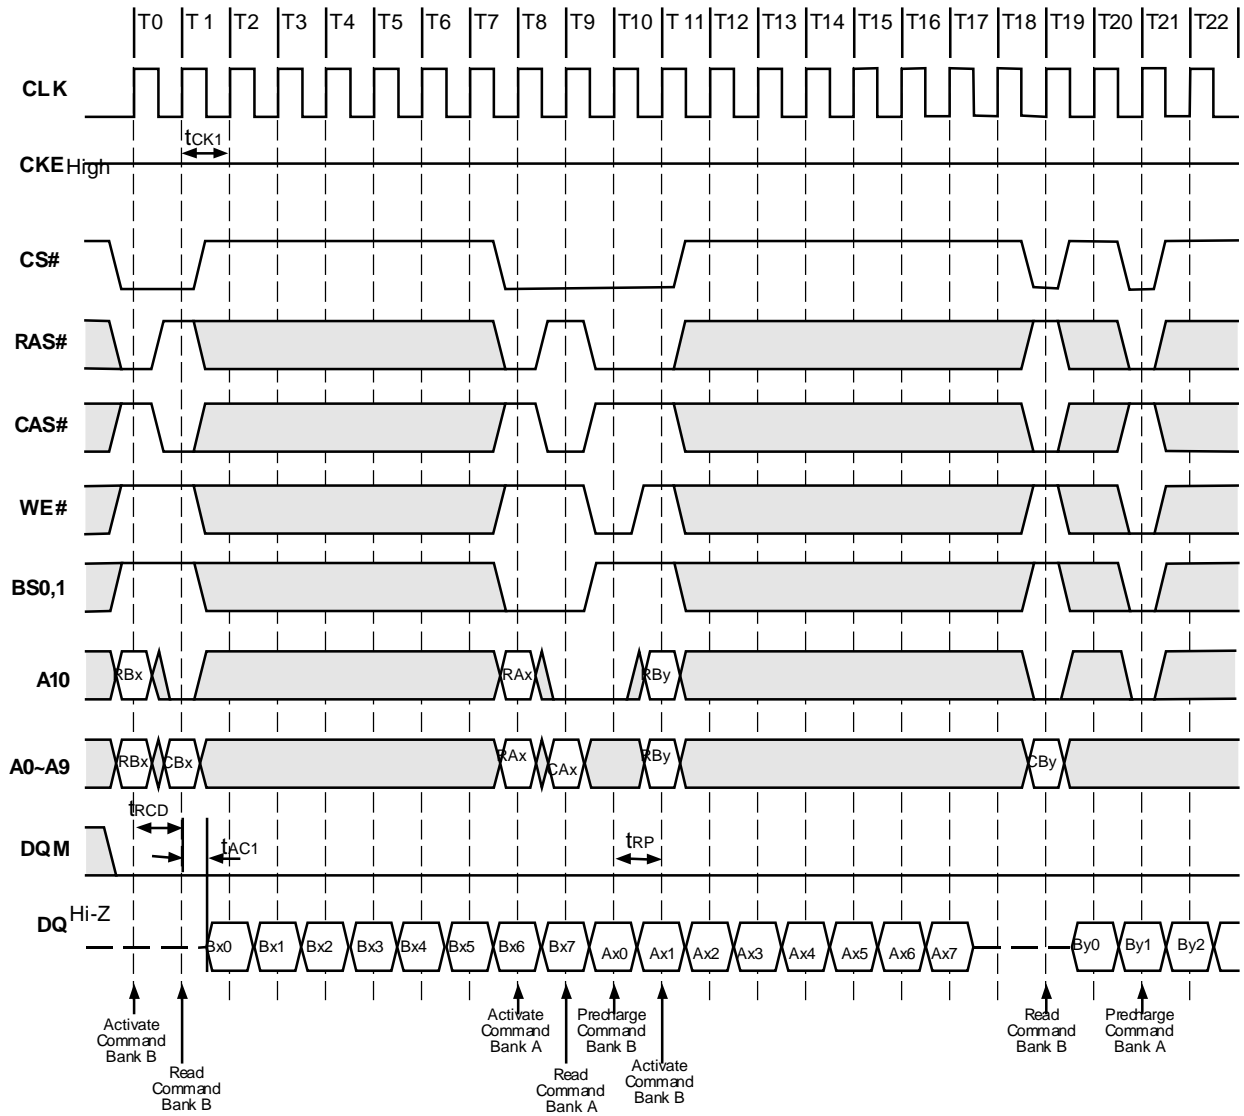 T0 T 1 T2 T3 T4 T5 T6 T7 T8 T9 T10 T 11 T12 T13 T14 T15 T16 T17 T18 T19 T20 T21 T22
CLK
tCK1
CKE High
CS#
RAS#
CAS#
WE#
BS0,1
A10 RBx RAx RBy
A0~A9 RBx CBx RAx CAx RBy CBy
tRCD
DQM tAC1 tRP
DQ Hi-Z
Bx0 Bx1 Bx2 Bx3 Bx4 Bx5 Bx6 Bx7 Ax0 Ax1 Ax2 Ax3 Ax4 Ax5 Ax6 Ax7 By0 By1 By2
Activate
Command
Bank B
Read
Command
Bank B
Activate
Command
Bank A
Read
Command
Bank A
Precharge
Command
Bank B
Activate
Command
Bank B
Read
Command
Bank B
Precharge
Command
Bank A